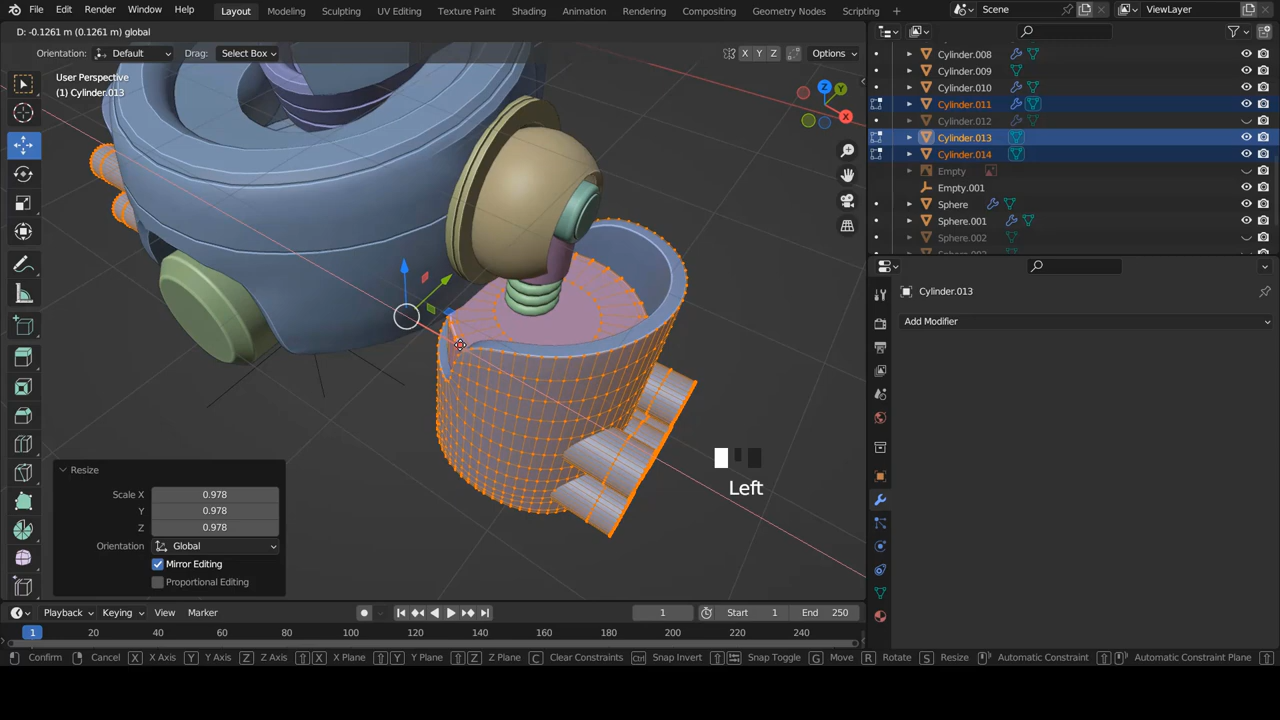 File Edit Render Window Help Layout Modeling Sculpting UV Editing Texture Paint Shading Animation Rendering Compositing Geometry Nodes Scripting + Scene ViewLayer
D: -0.1261 m (0.1261 m) global
Orientation: Default Drag: Select Box X Y Z Options
User Perspective
(1) Cylinder.013
Z Y X
Cylinder.008
Cylinder.009
Cylinder.010
Cylinder.011
Cylinder.012
Cylinder.013
Cylinder.014
Empty
Empty.001
Sphere
Sphere.001
Sphere.002
Cylinder.013
Add Modifier
Left
Resize
Scale X 0.978
Y 0.978
Z 0.978
Orientation Global
Mirror Editing
Proportional Editing
Playback Keying View Marker 1 Start 1 End 250
1 20 40 60 80 100 120 140 160 180 200 220 240
Confirm Cancel X X Axis Y Y Axis Z Z Axis X X Plane Y Y Plane Z Z Plane C Clear Constraints Ctrl Snap Invert Snap Toggle G Move R Rotate S Resize Automatic Constraint Automatic Constraint Plane